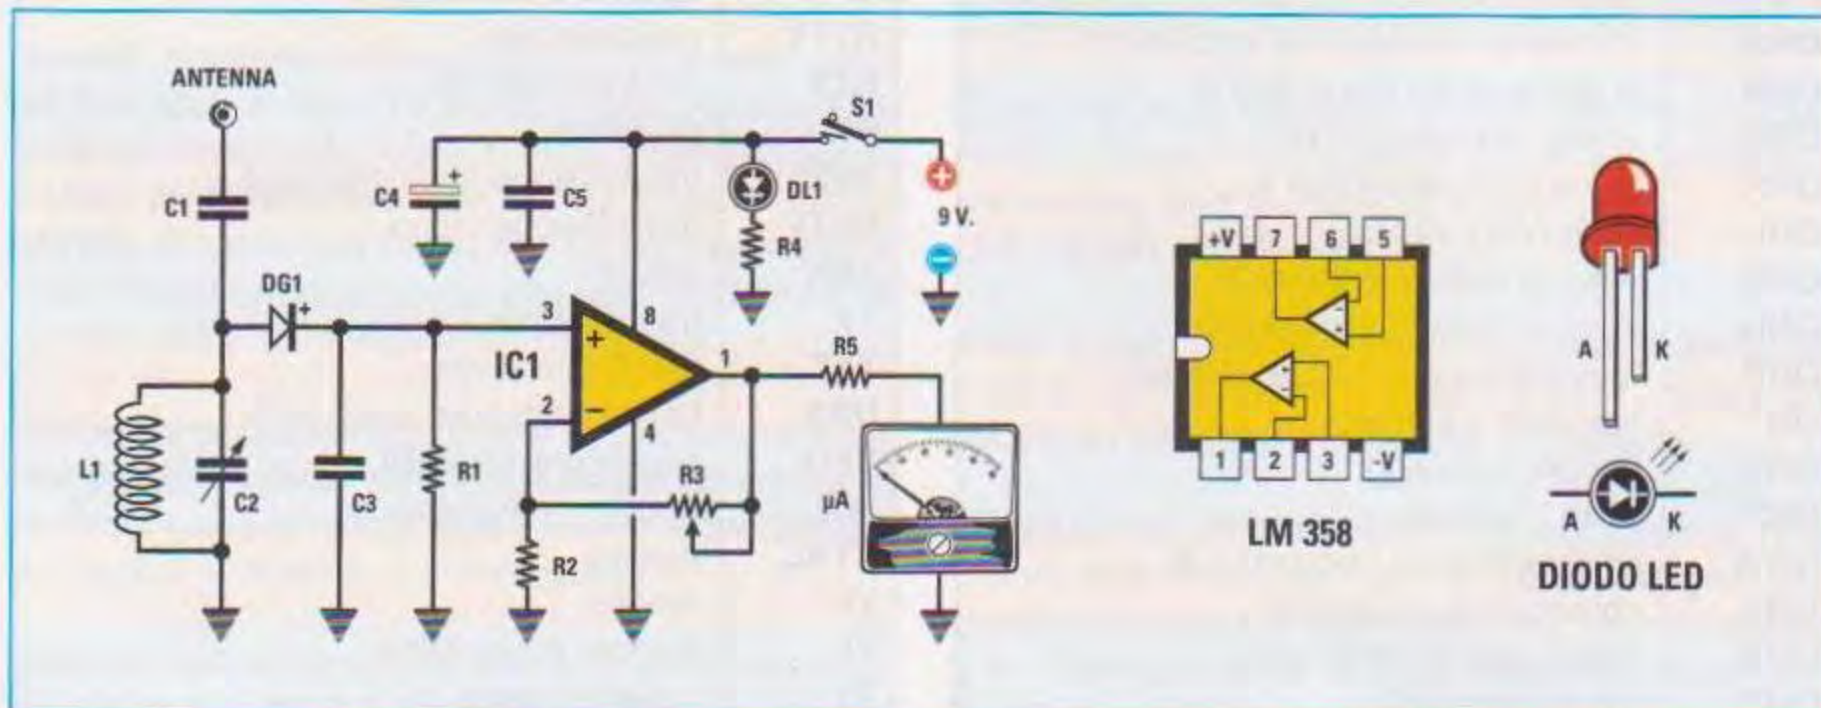 ANTENNA
C1
DG1
+
L1
C2
C3
R1
C4
+
C5
DL1
R4
S1
+
9 V.
−
IC1
3
+
2
−
8
4
1
R2
R3
R5
µA
+V
7
6
5
1
2
3
-V
LM 358
A
K
A
K
DIODO LED